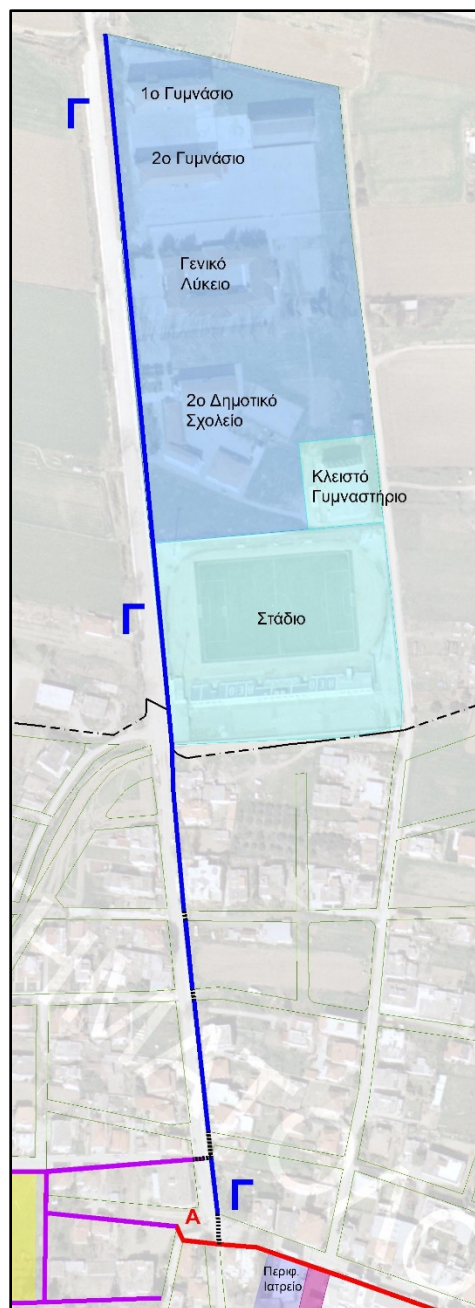 1ο Γυμνάσιο
Γ
2ο Γυμνάσιο
Γενικό
Λύκειο
2ο Δημοτικό
Σχολείο
Κλειστό
Γυμναστήριο
Γ
Στάδιο
Γ
Α
Περιφ.
Ιατρείο